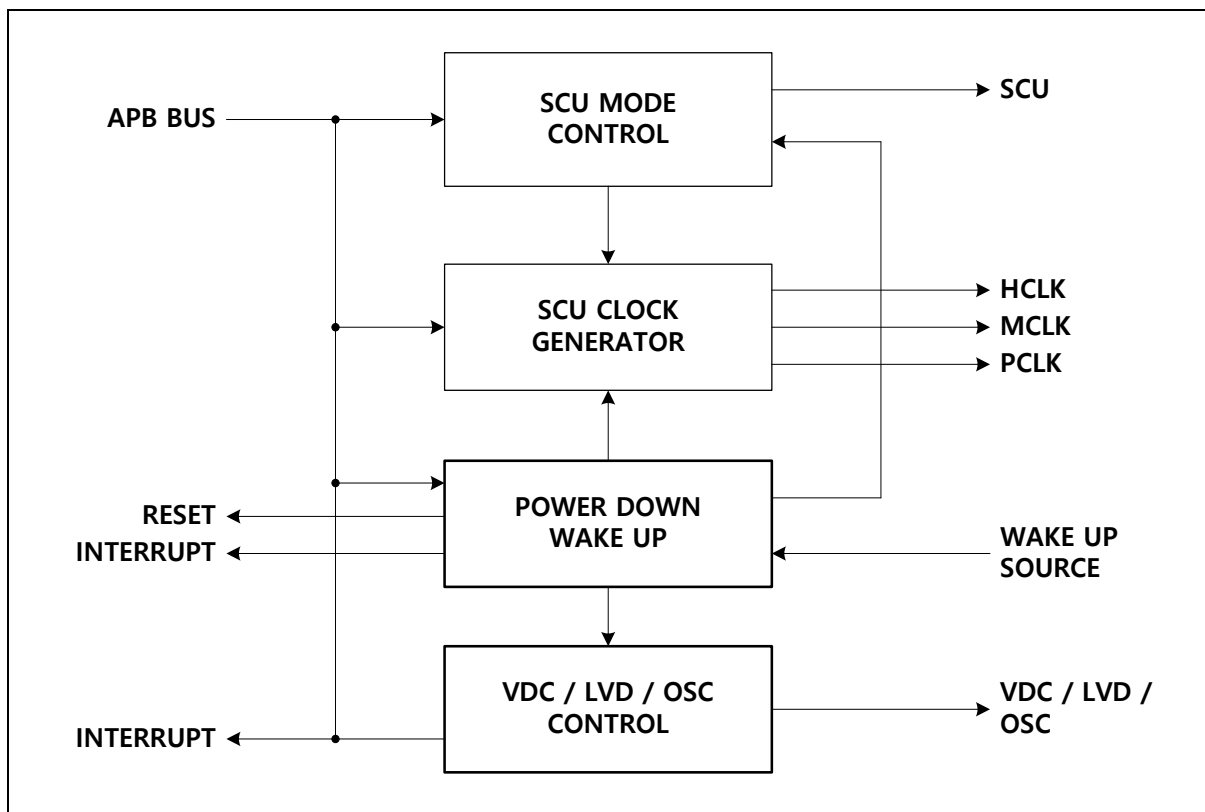 SCU MODE
CONTROL
SCU
APB BUS
SCU CLOCK
GENERATOR
HCLK
MCLK
PCLK
POWER DOWN
WAKE UP
RESET
INTERRUPT
WAKE UP
SOURCE
VDC / LVD / OSC
CONTROL
VDC / LVD /
OSC
INTERRUPT